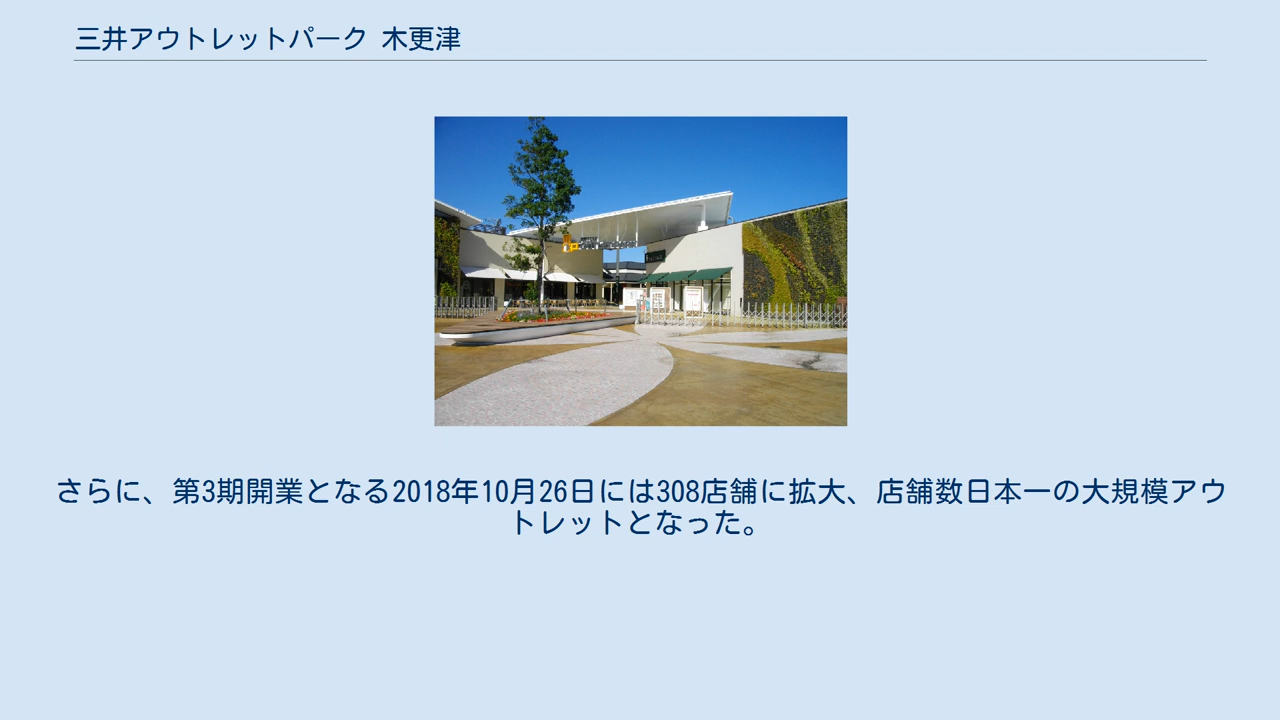 三井アウトレットパーク 木更津
さらに、第3期開業となる2018年10月26日には308店舗に拡大、店舗数日本一の大規模アウ
トレットとなった。